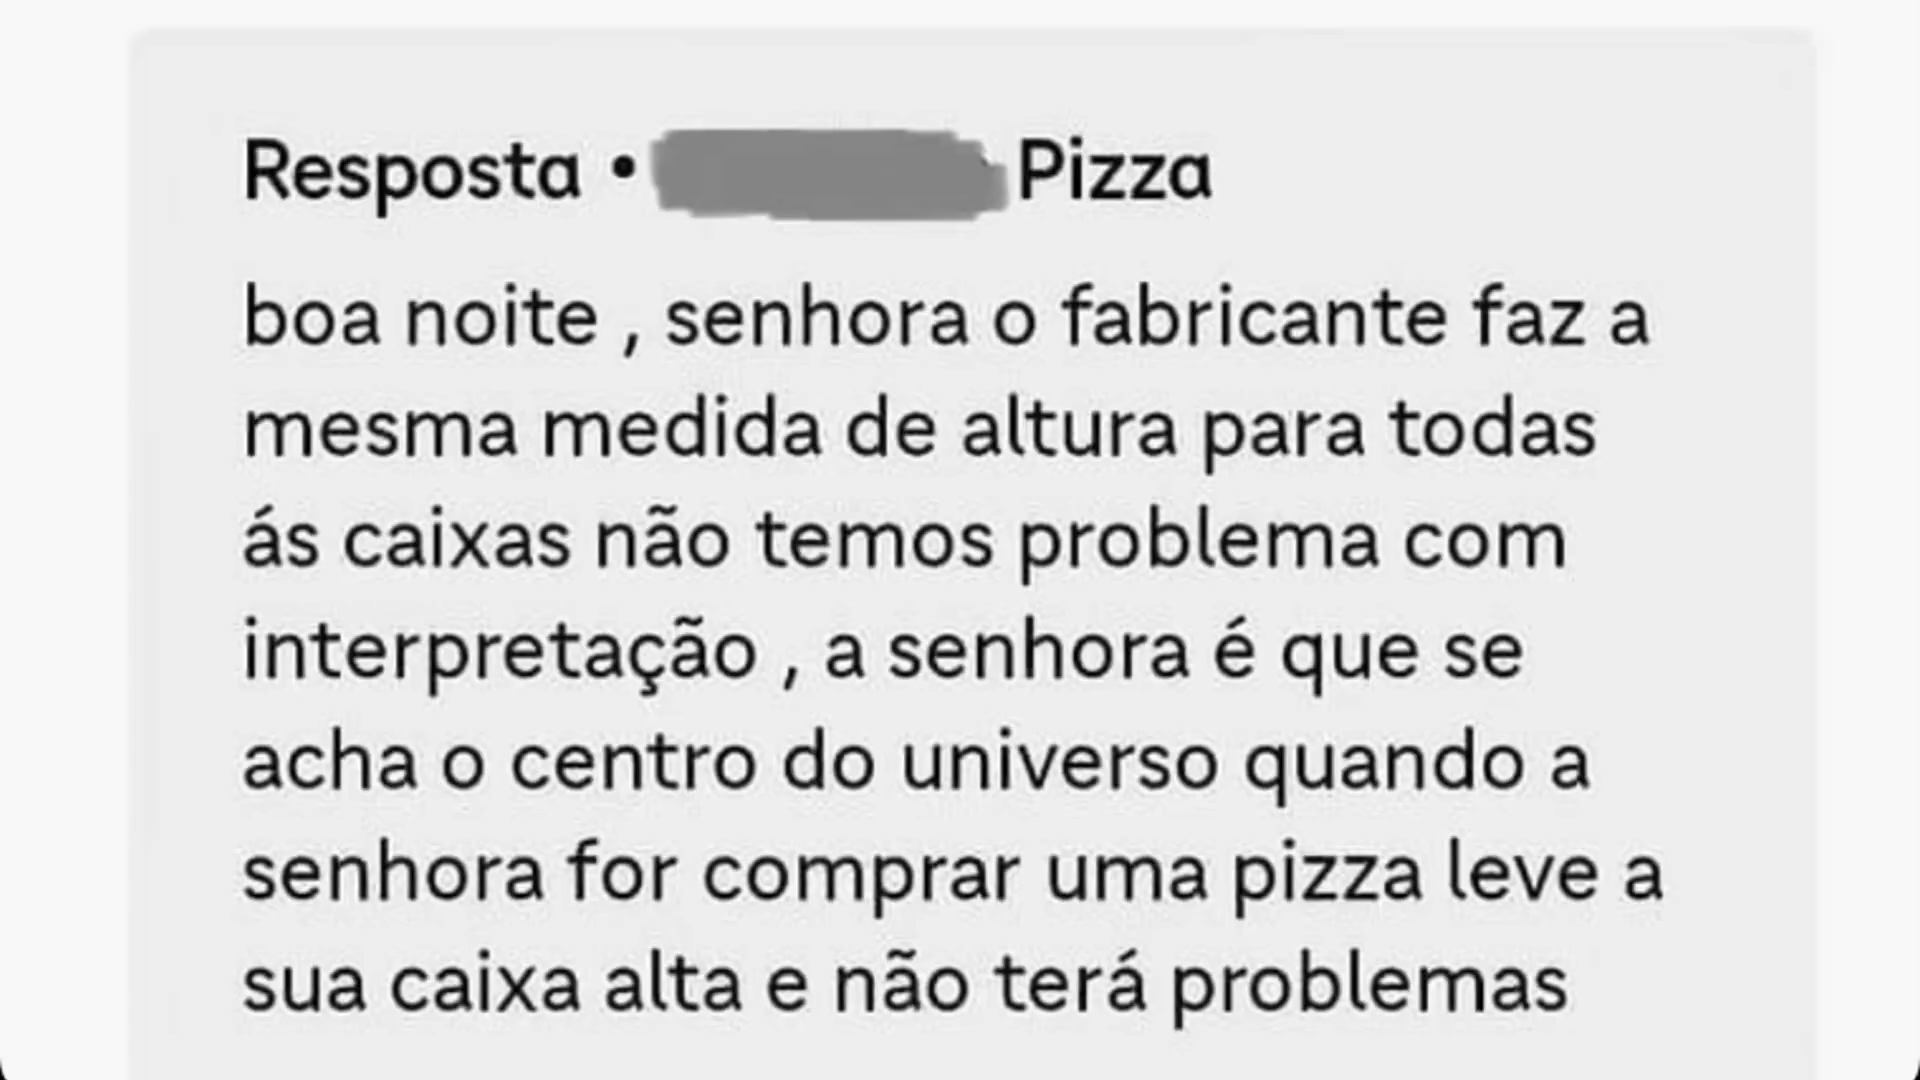 Resposta • Pizza
boa noite , senhora o fabricante faz a
mesma medida de altura para todas
ás caixas não temos problema com
interpretação , a senhora é que se
acha o centro do universo quando a
senhora for comprar uma pizza leve a
sua caixa alta e não terá problemas